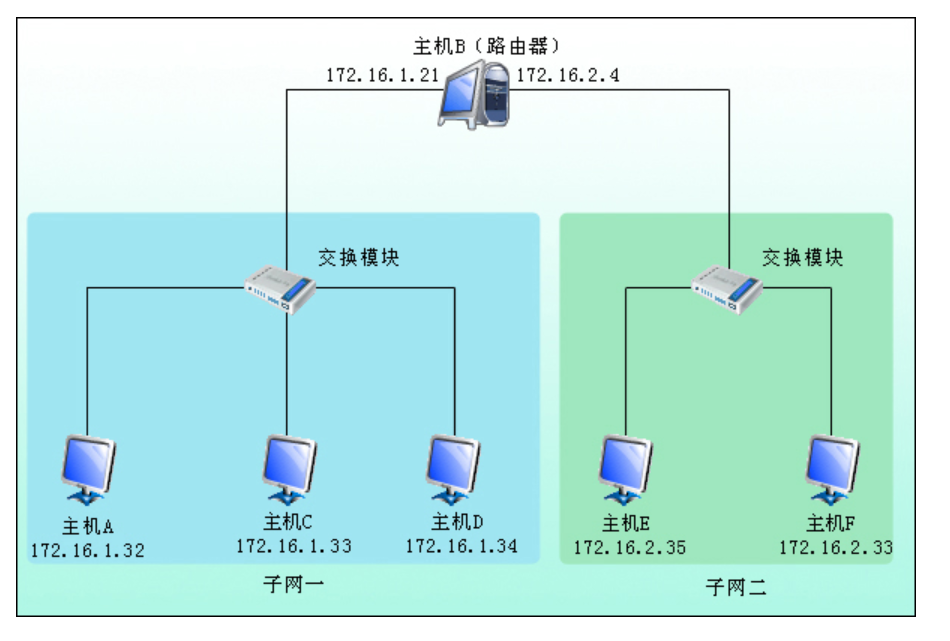 主机B（路由器）
172.16.1.21
172.16.2.4
交换模块
交换模块
主机A
172.16.1.32
主机C
172.16.1.33
主机D
172.16.1.34
主机E
172.16.2.35
主机F
172.16.2.33
子网一
子网二